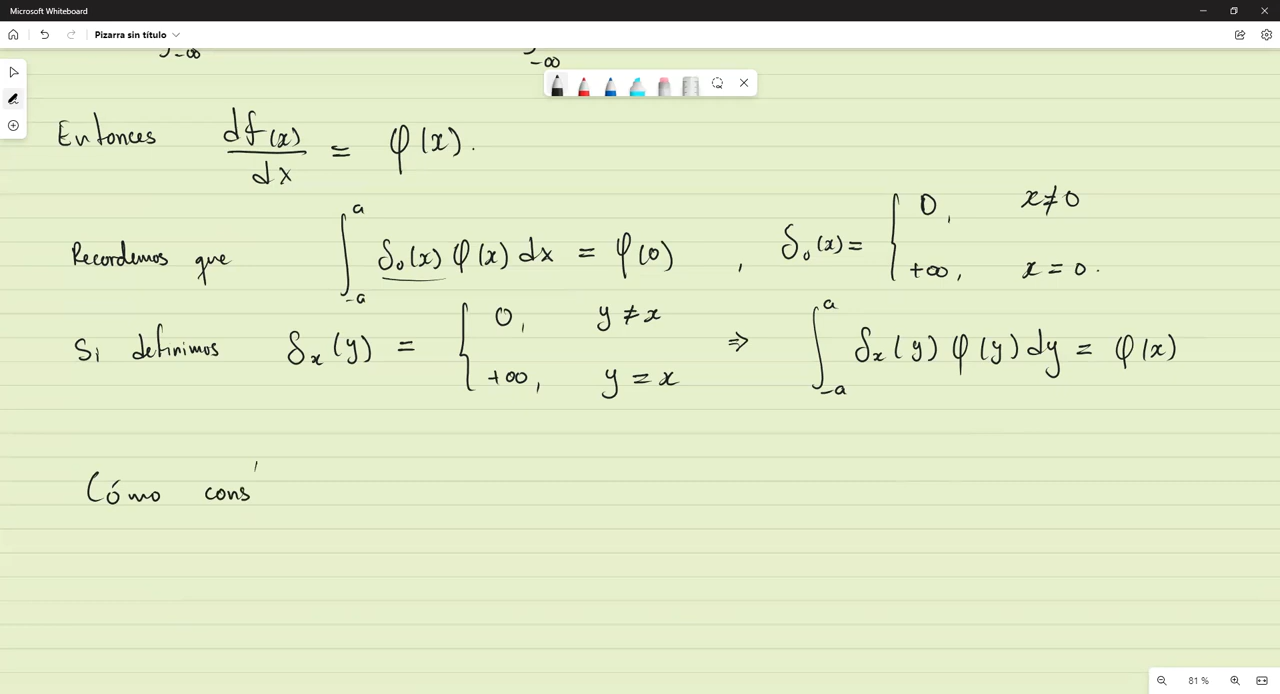 Microsoft Whiteboard
Pizarra sin título
∫_{-∞} ∫_{-∞}
Entonces df(x)/dx = φ(x).
Recordemos que ∫_{-a}^{a} δ₀(x) φ(x) dx = φ(0) , δ₀(x) = { 0, x ≠ 0 ; +∞, x = 0.
Si definimos δₓ(y) = { 0, y ≠ x ; +∞, y = x ⇒ ∫_{-a}^{a} δₓ(y) φ(y) dy = φ(x)
Cómo cons
81 %